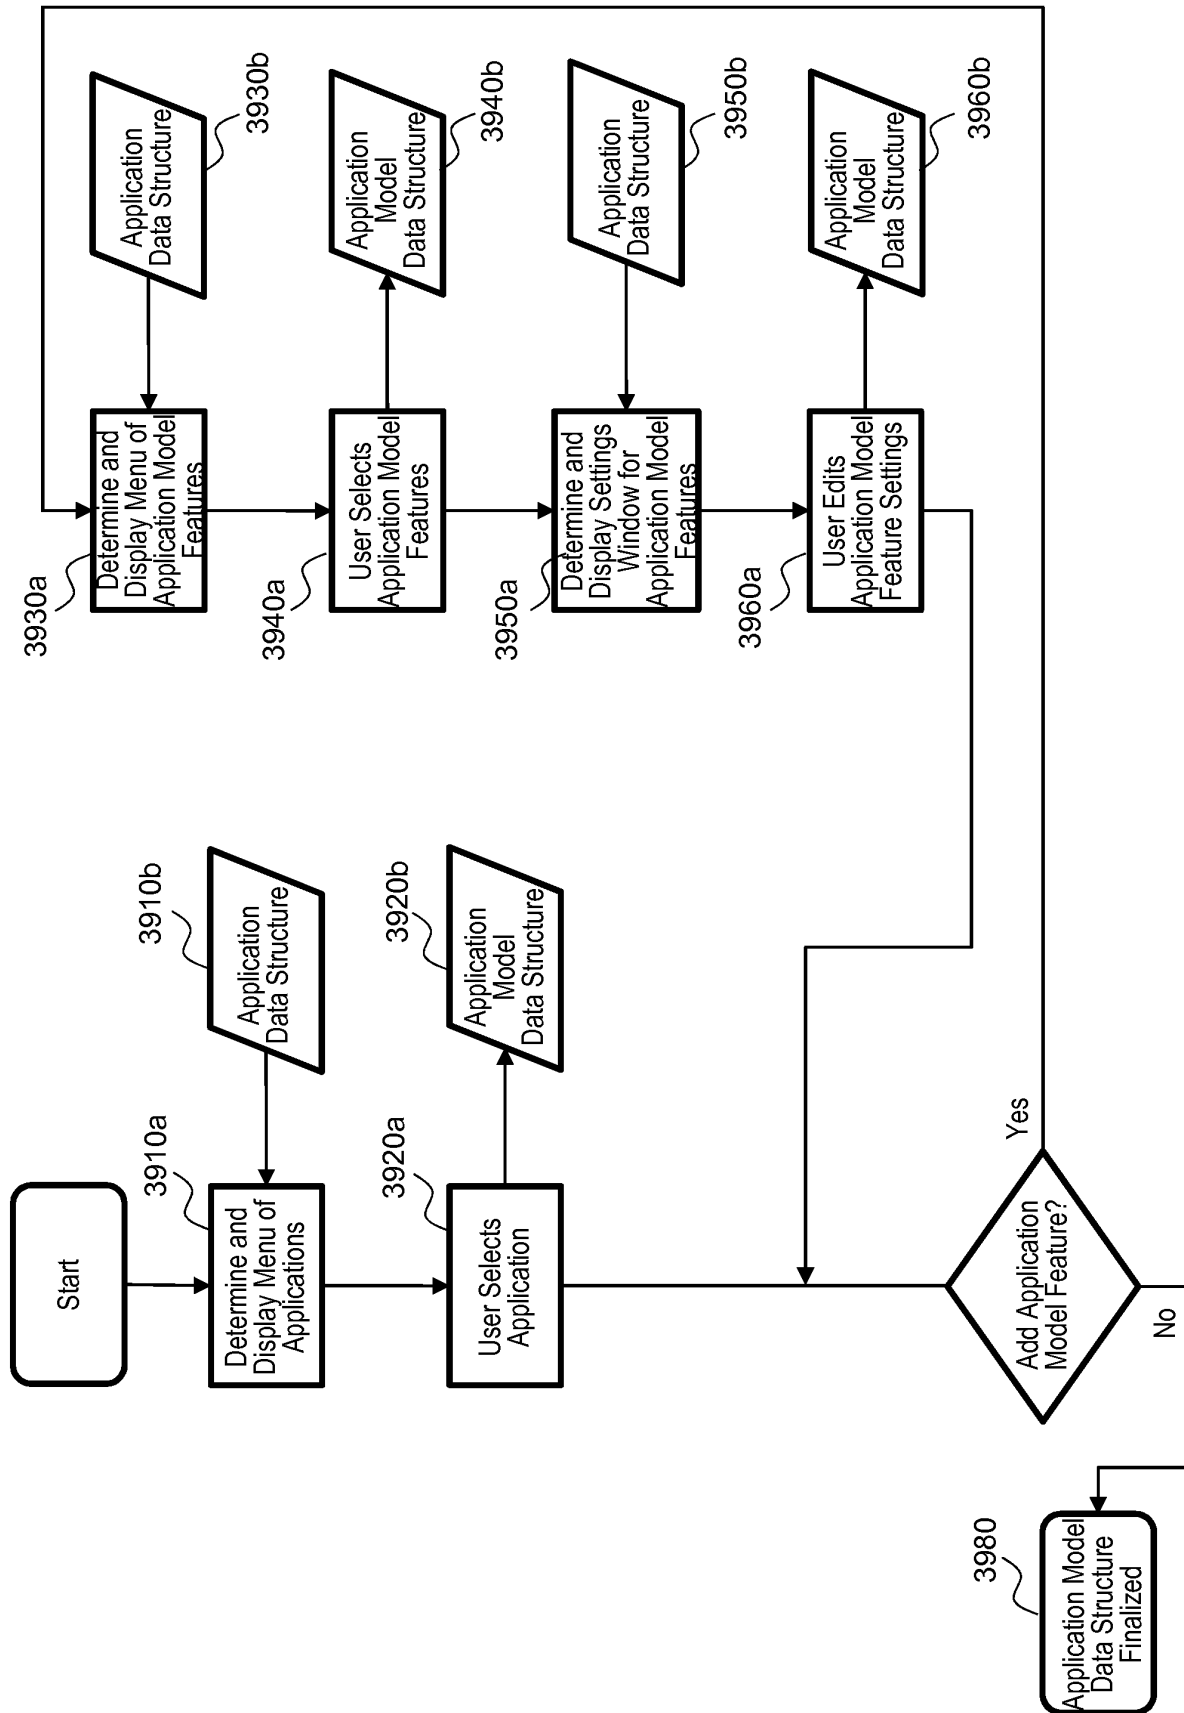 Start
3910a
Determine and
Display Menu of
Applications
3910b
Application
Data Structure
3920a
User Selects
Application
3920b
Application
Model
Data Structure
Add Application
Model Feature?
Yes
No
3930a
Determine and
Display Menu of
Application Model
Features
3930b
Application
Data Structure
3940a
User Selects
Application Model
Features
3940b
Application
Model
Data Structure
3950a
Determine and
Display Settings
Window for
Application Model
Features
3950b
Application
Data Structure
3960a
User Edits
Application Model
Feature Settings
3960b
Application
Model
Data Structure
3980
Application Model
Data Structure
Finalized